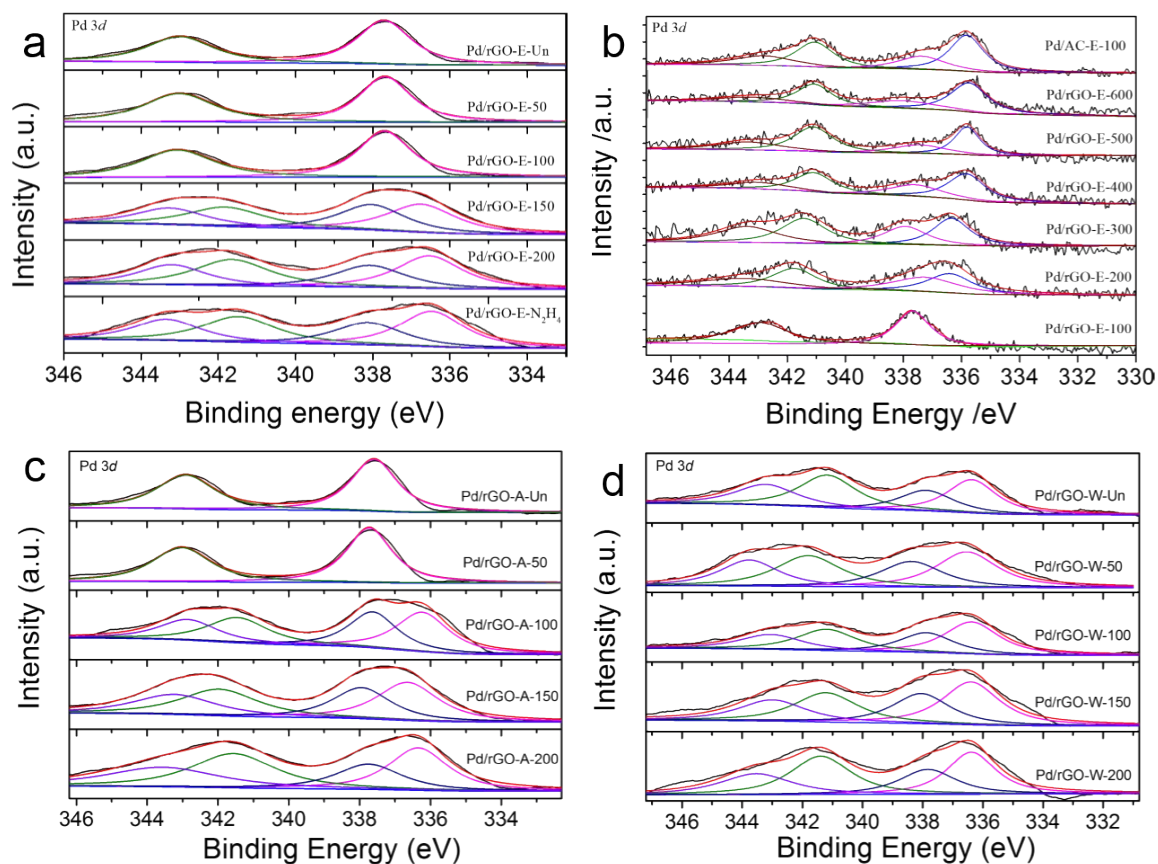 a
Pd 3d
Pd/rGO-E-Un
Pd/rGO-E-50
Pd/rGO-E-100
Pd/rGO-E-150
Pd/rGO-E-200
Pd/rGO-E-N₂H₄
Intensity (a.u.)
346 344 342 340 338 336 334
Binding energy (eV)
b
Pd 3d
Pd/AC-E-100
Pd/rGO-E-600
Pd/rGO-E-500
Pd/rGO-E-400
Pd/rGO-E-300
Pd/rGO-E-200
Pd/rGO-E-100
Intensity /a.u.
346 344 342 340 338 336 334 332 330
Binding Energy /eV
c
Pd 3d
Pd/rGO-A-Un
Pd/rGO-A-50
Pd/rGO-A-100
Pd/rGO-A-150
Pd/rGO-A-200
Intensity (a.u.)
346 344 342 340 338 336 334
Binding Energy (eV)
d
Pd 3d
Pd/rGO-W-Un
Pd/rGO-W-50
Pd/rGO-W-100
Pd/rGO-W-150
Pd/rGO-W-200
Intensity (a.u.)
346 344 342 340 338 336 334 332
Binding Energy (eV)